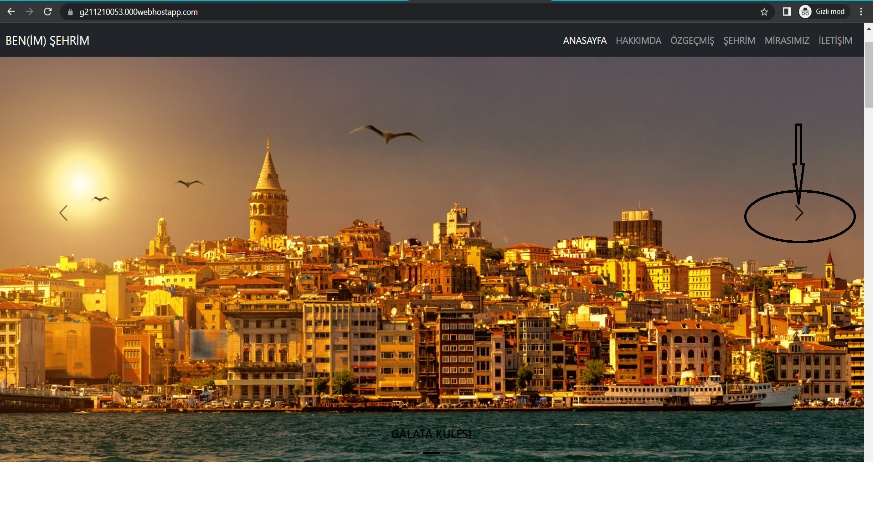 g211210053.000webhostapp.com
Gizli mod
BEN(İM) ŞEHRİM
ANASAYFA HAKKIMDA ÖZGEÇMİŞ ŞEHRİM MİRASIMIZ İLETİŞİM
GALATA KULESİ